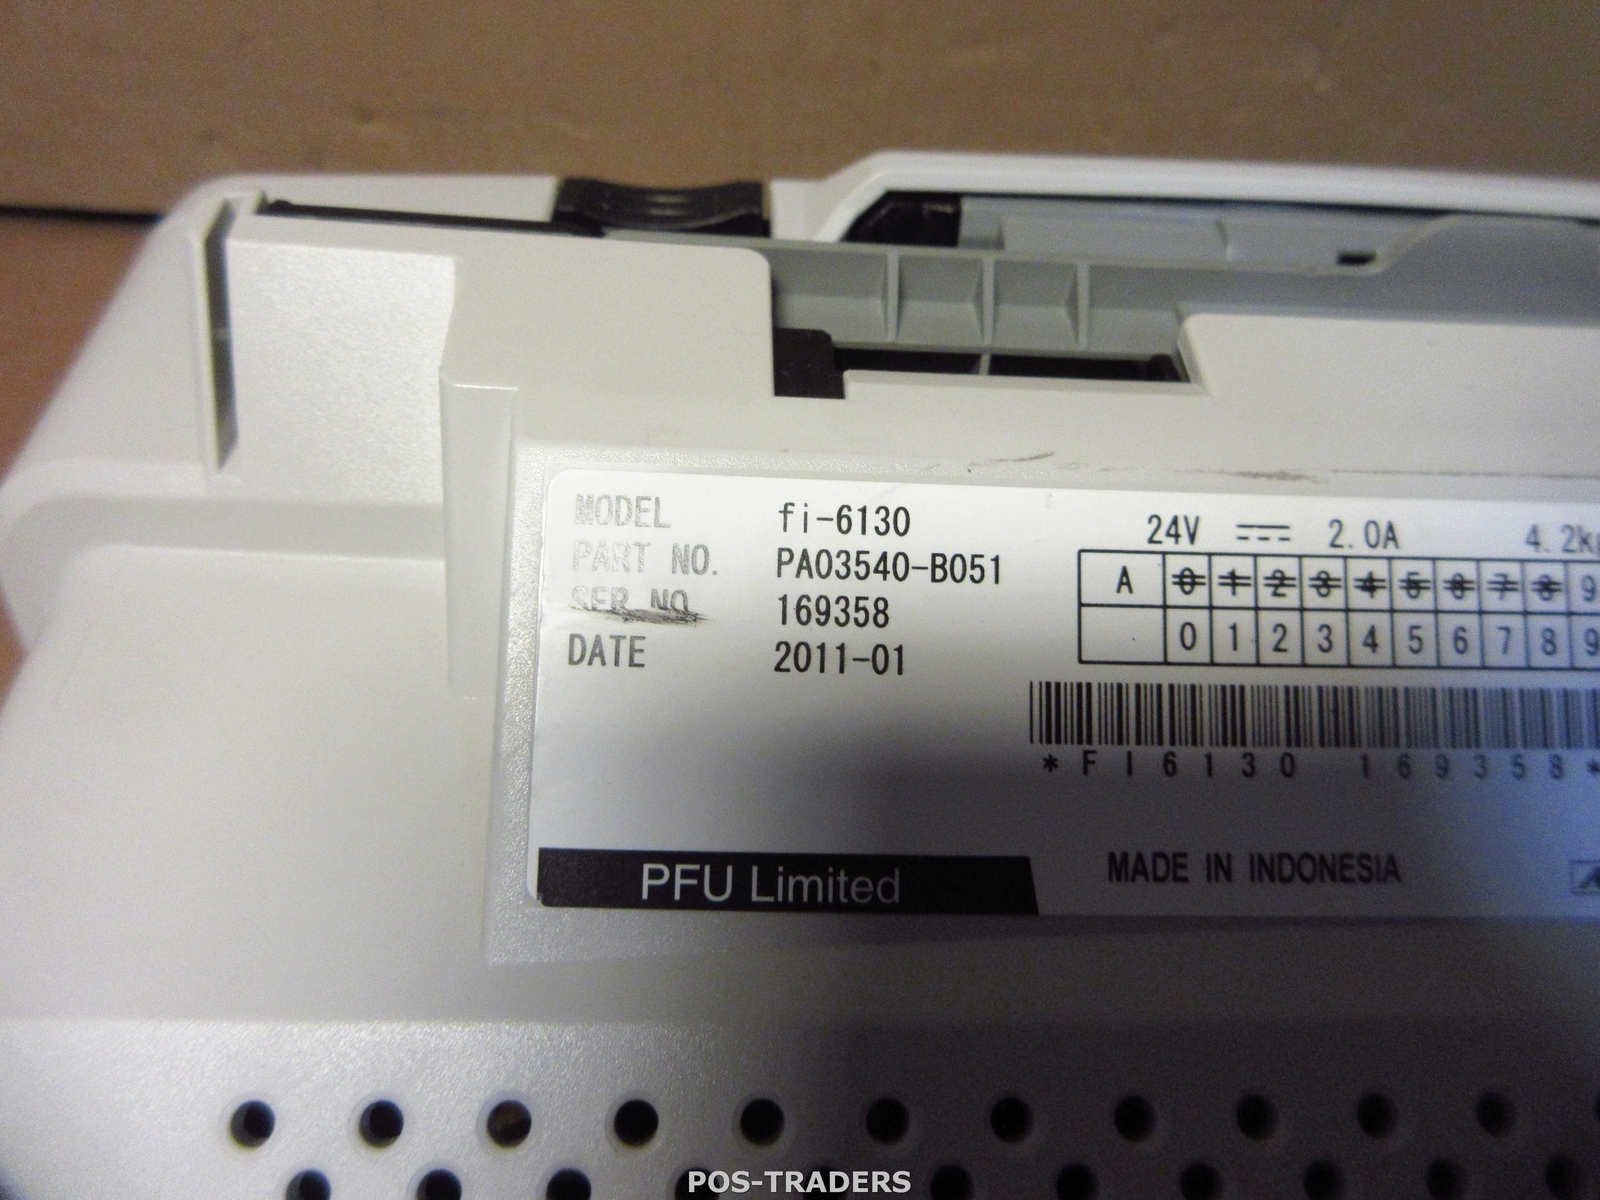 MODEL fi-6130 24V ⎓ 2.0A 4.2k
PART NO. PA03540-B051
A 0 1 2 3 4 5 6 7 8 9
SER NO. 169358
0 1 2 3 4 5 6 7 8 9
DATE 2011-01
*FI6130 169358*
PFU Limited
MADE IN INDONESIA
POS-TRADERS